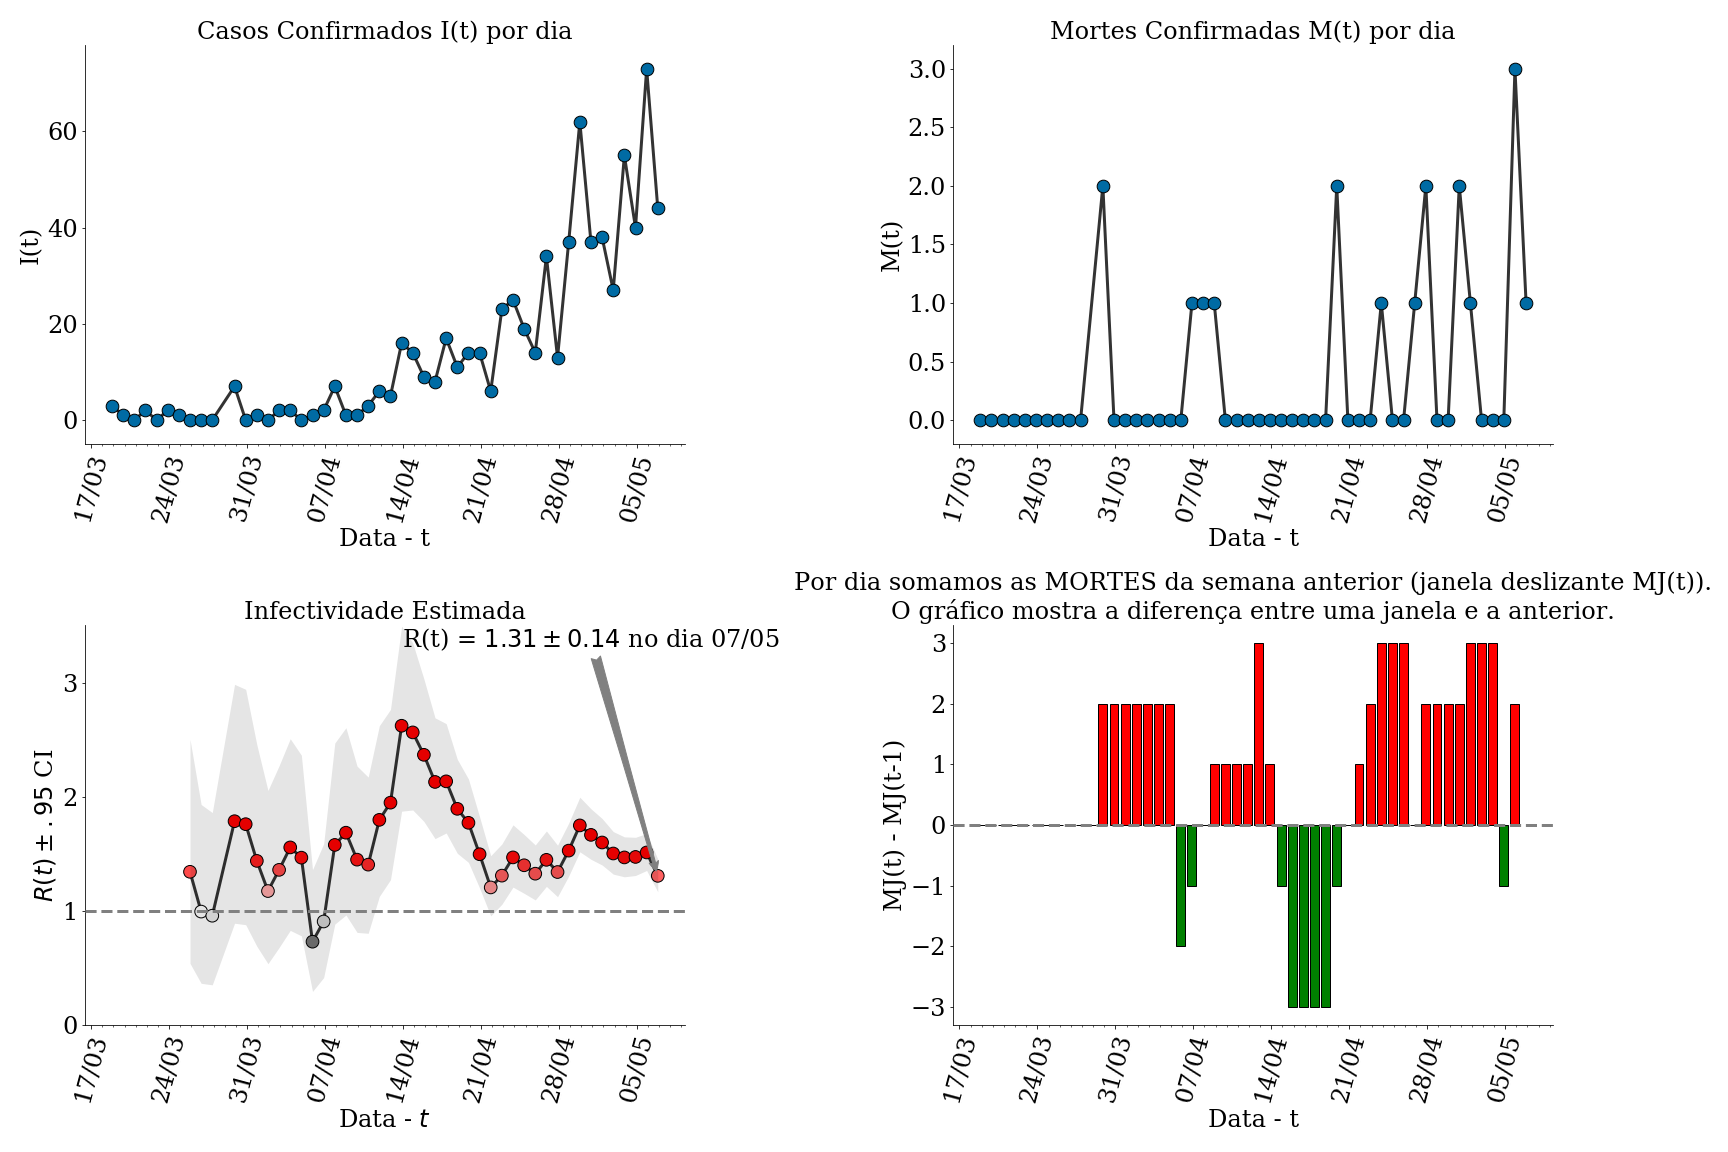 Casos Confirmados I(t) por dia
I(t)
60
40
20
0
17/03 24/03 31/03 07/04 14/04 21/04 28/04 05/05
Data - t
Mortes Confirmadas M(t) por dia
M(t)
3.0
2.5
2.0
1.5
1.0
0.5
0.0
17/03 24/03 31/03 07/04 14/04 21/04 28/04 05/05
Data - t
Infectividade Estimada
R(t) = 1.31 ± 0.14 no dia 07/05
R(t) ± .95 CI
3
2
1
0
17/03 24/03 31/03 07/04 14/04 21/04 28/04 05/05
Data - t
Por dia somamos as MORTES da semana anterior (janela deslizante MJ(t)).
O gráfico mostra a diferença entre uma janela e a anterior.
MJ(t) - MJ(t-1)
3
2
1
0
−1
−2
−3
17/03 24/03 31/03 07/04 14/04 21/04 28/04 05/05
Data - t